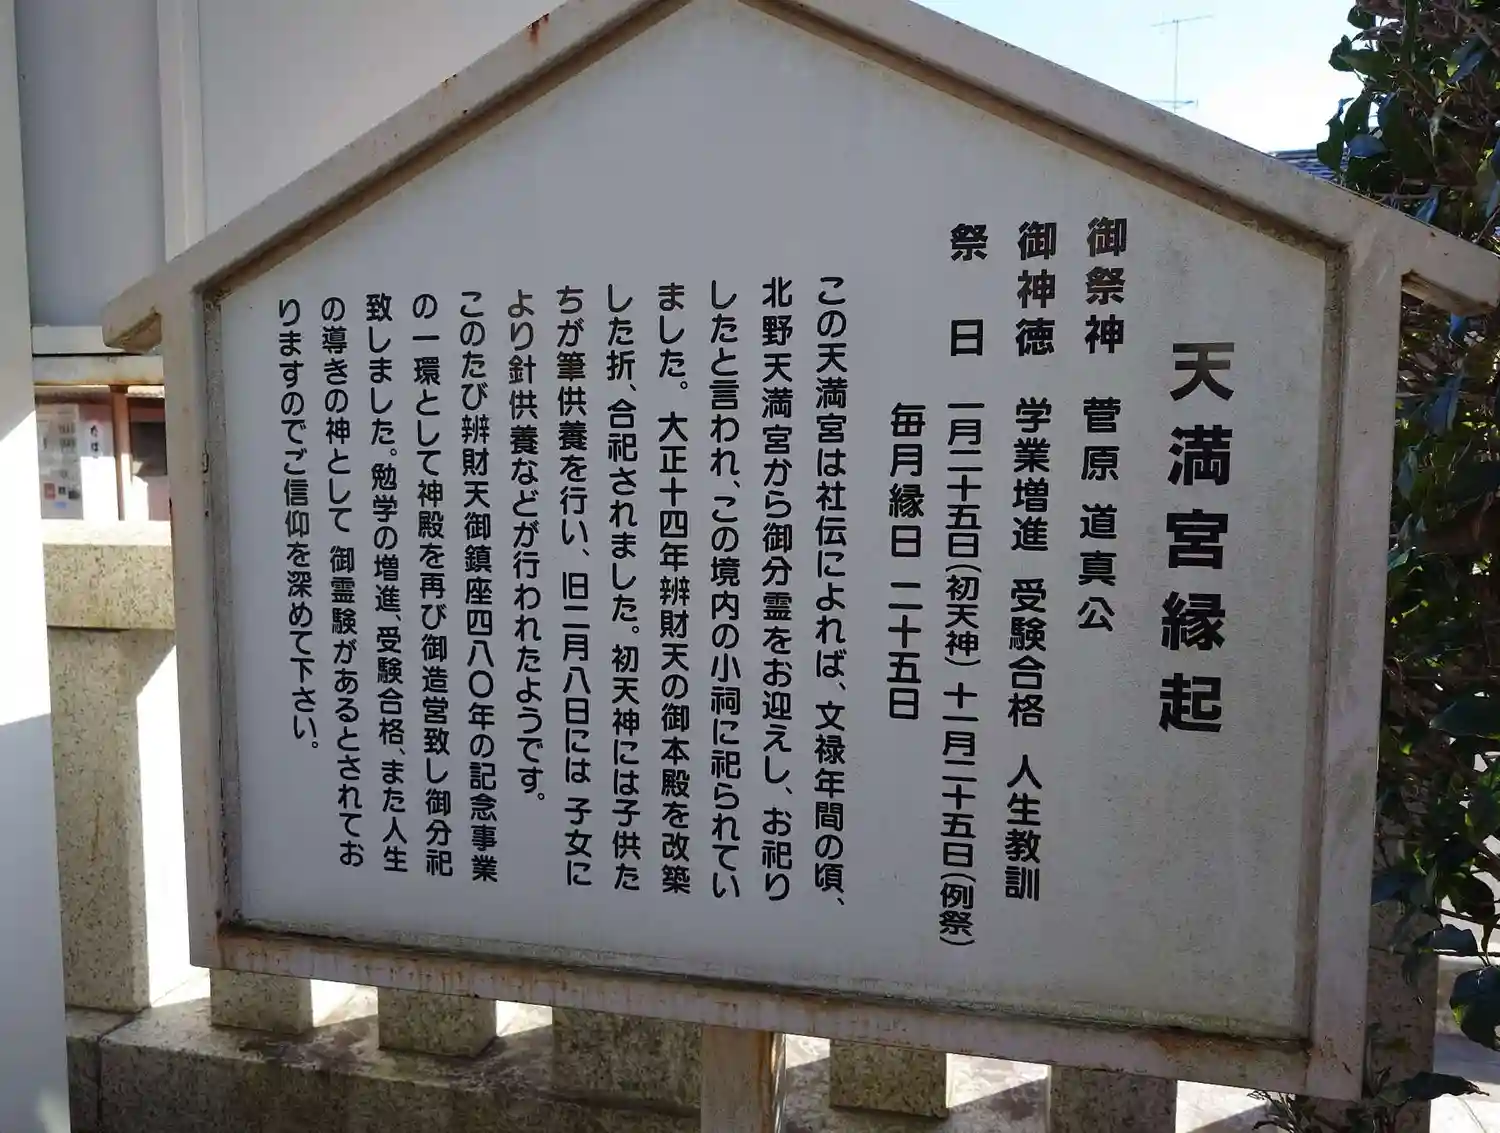 天満宮縁起
御祭神 菅原 道真公
御神徳 学業増進 受験合格 人生教訓
祭 日 一月二十五日(初天神) 十一月二十五日(例祭)
毎月縁日 二十五日
この天満宮は社伝によれば、文禄年間の頃、
北野天満宮から御分霊をお迎えし、お祀り
したと言われ、この境内の小祠に祀られてい
ました。大正十四年辨財天の御本殿を改築
した折、合祀されました。初天神には子供た
ちが筆供養を行い、旧二月八日には 子女に
より針供養などが行われたようです。
このたび辨財天御鎮座四八〇年の記念事業
の一環として神殿を再び御造営致し御分祀
致しました。勉学の増進、受験合格、また人生
の導きの神として 御霊験があるとされてお
りますのでご信仰を深めて下さい。